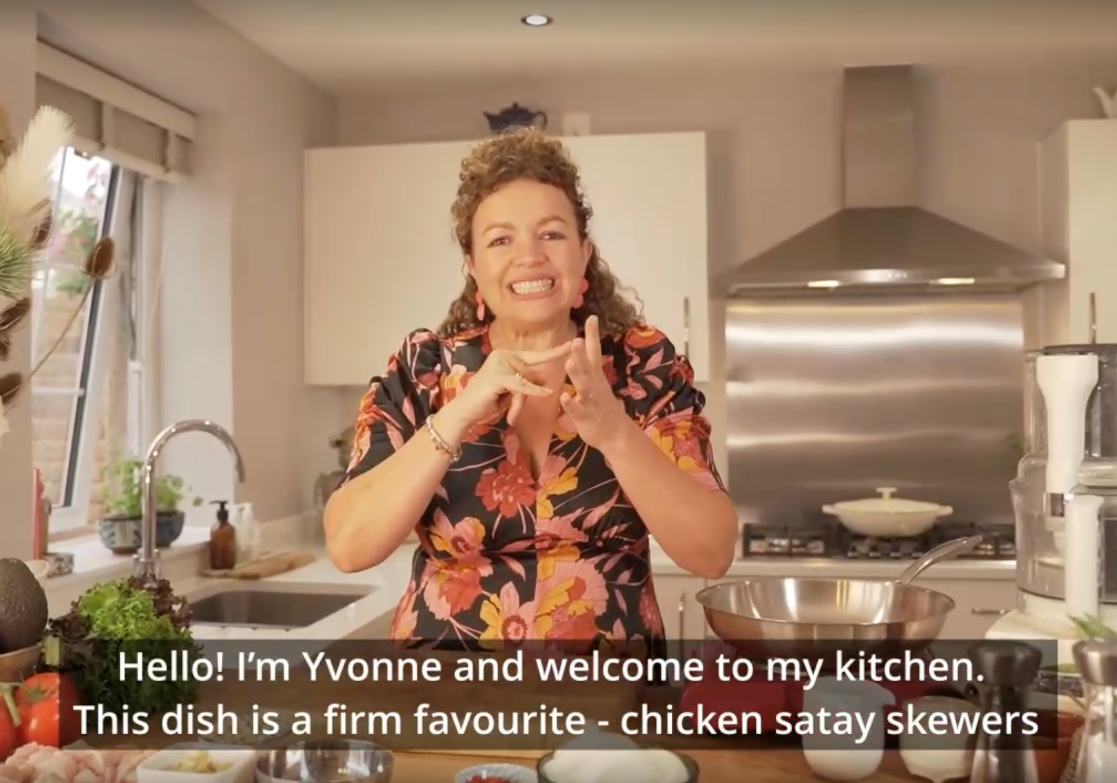 Hello! I’m Yvonne and welcome to my kitchen.
This dish is a firm favourite - chicken satay skewers